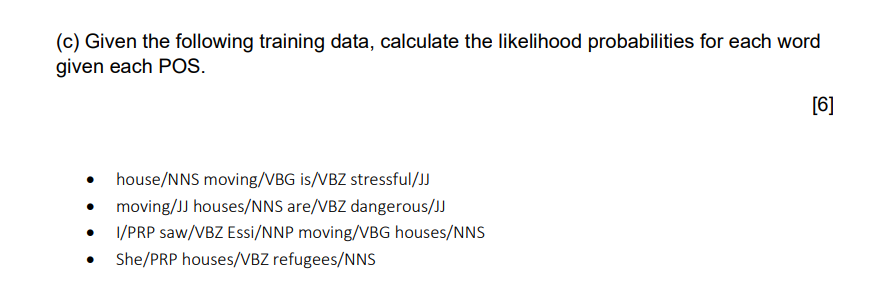 (c) Given the following training data, calculate the likelihood probabilities for each word
given each POS.
[6]
• house/NNS moving/VBG is/VBZ stressful/JJ
• moving/JJ houses/NNS are/VBZ dangerous/JJ
• I/PRP saw/VBZ Essi/NNP moving/VBG houses/NNS
• She/PRP houses/VBZ refugees/NNS